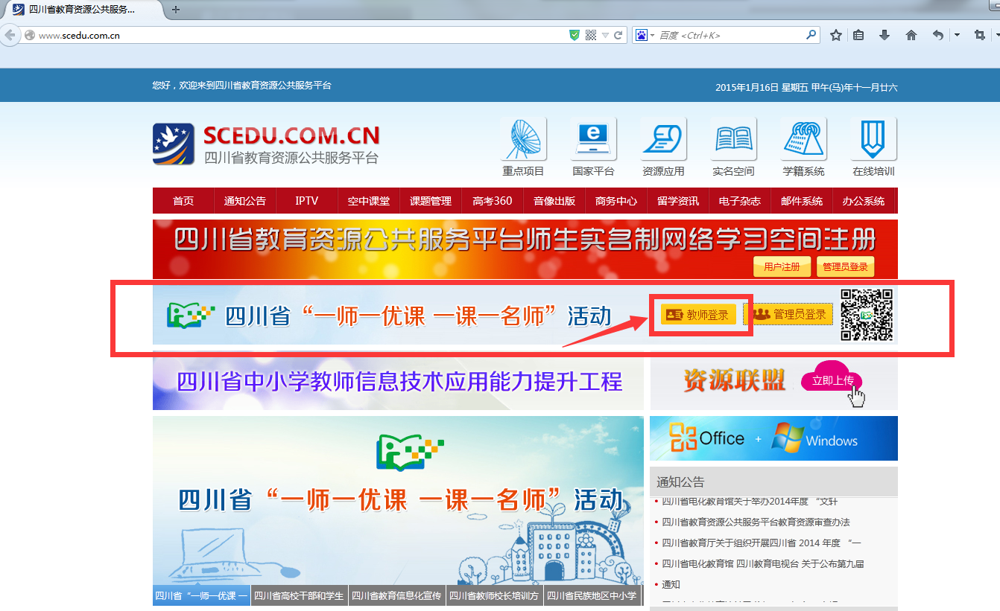 四川省教育资源公共服务...
www.scedu.com.cn
百度 <Ctrl+K>
您好，欢迎来到四川省教育资源公共服务平台
2015年1月16日 星期五 甲午(马)年十一月廿六
SCEDU.COM.CN
四川省教育资源公共服务平台
重点项目 国家平台 资源应用 实名空间 学籍系统 在线培训
首页 通知公告 IPTV 空中课堂 课题管理 高考360 音像出版 商务中心 留学资讯 电子杂志 邮件系统 办公系统
四川省教育资源公共服务平台师生实名制网络学习空间注册
用户注册 管理员登录
四川省“一师一优课 一课一名师”活动
教师登录 管理员登录
四川省中小学教师信息技术应用能力提升工程
资源联盟 立即上传
四川省“一师一优课 一课一名师”活动
四川省“一师一优课 一
四川省高校干部和学生
四川省教育信息化宣传
四川省教师校长培训方
四川省民族地区中小学
Office + Windows
通知公告
四川省电化教育馆关于举办2014年度 “文轩
四川省教育资源公共服务平台教育资源审查办法
四川省教育厅关于组织开展四川省 2014 年度 “一
四川省电化教育馆 四川教育电视台 关于公布第九届
通知